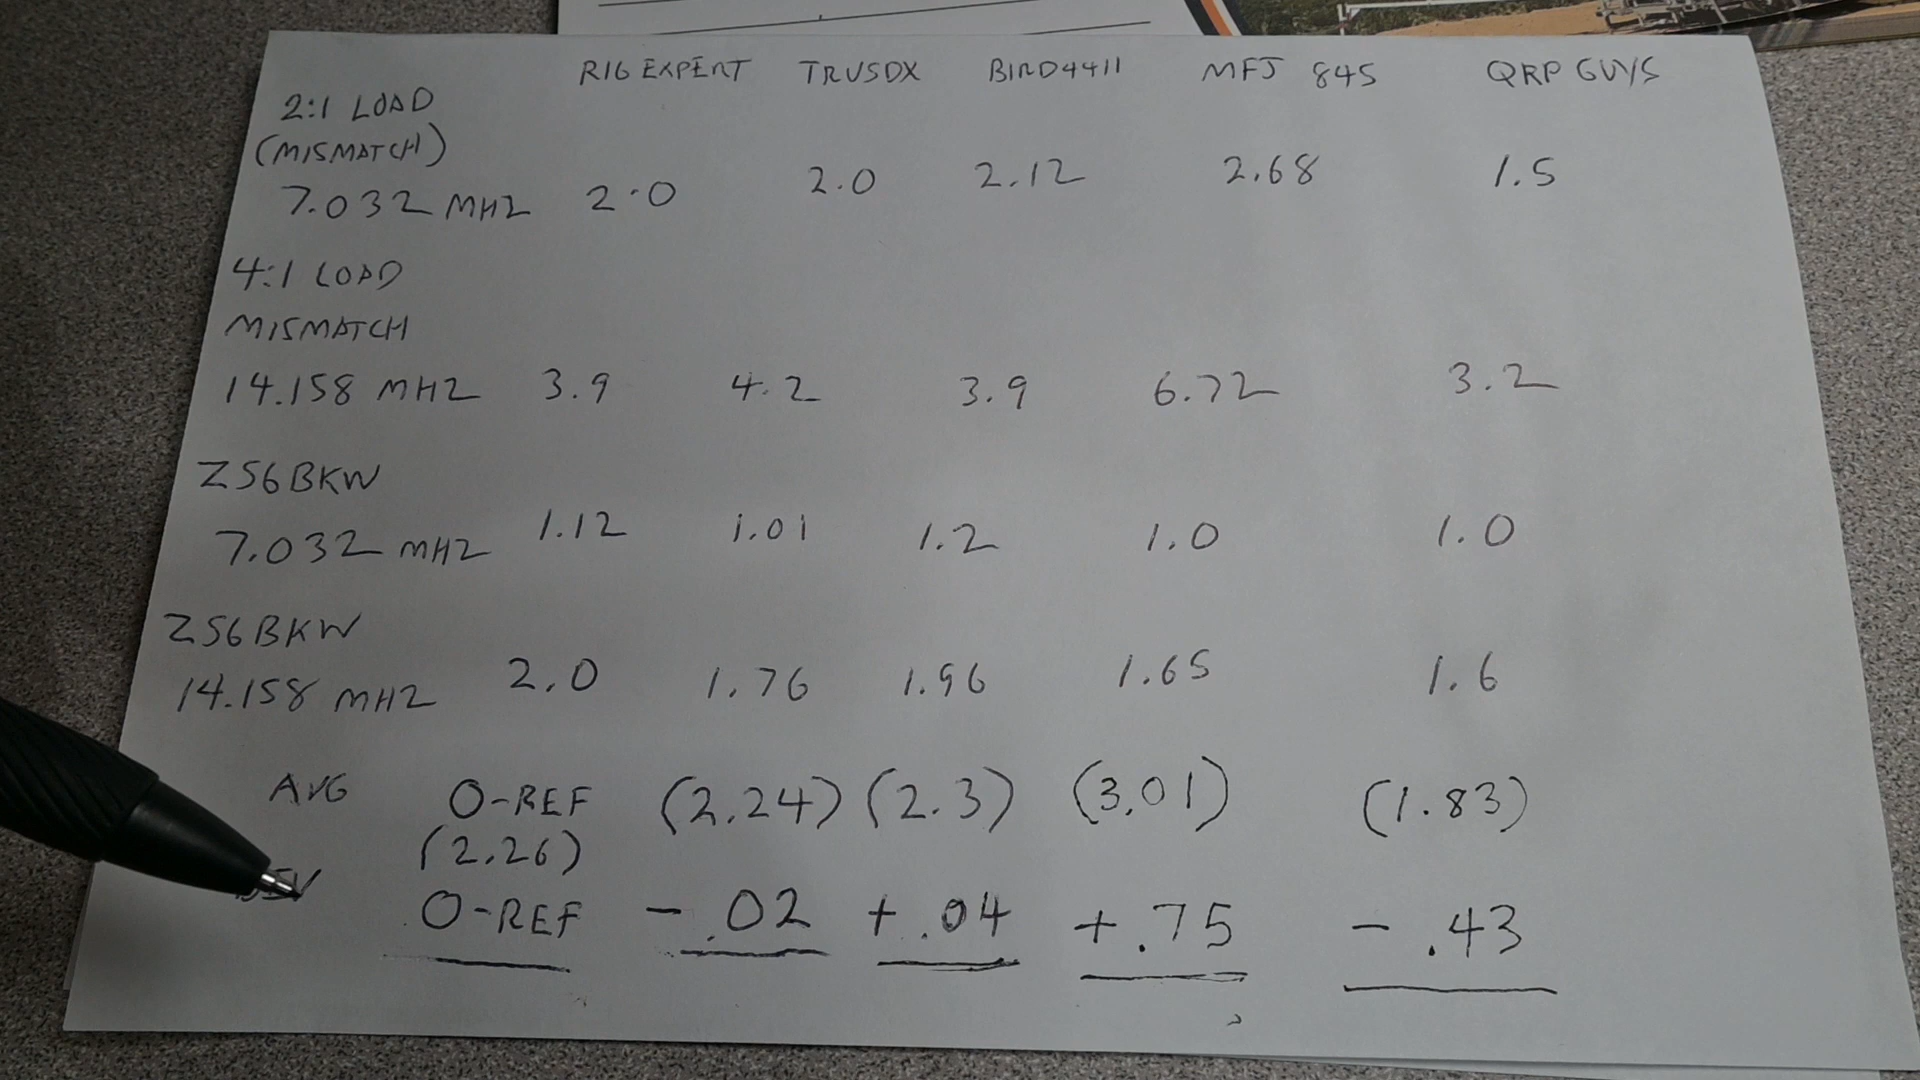 RIG EXPERT TRUSDX BIRD4411 MFJ 845 QRP GUYS
2:1 LOAD
(MISMATCH)
7.032 MHZ 2.0 2.0 2.12 2.68 1.5
4:1 LOAD
MISMATCH
14.158 MHZ 3.9 4.2 3.9 6.72 3.2
ZS6BKW
7.032 MHZ 1.12 1.01 1.2 1.0 1.0
ZS6BKW
14.158 MHZ 2.0 1.76 1.96 1.65 1.6
AVG 0-REF (2.24) (2.3) (3.01) (1.83)
(2.26)
0-REF -.02 +.04 +.75 -.43